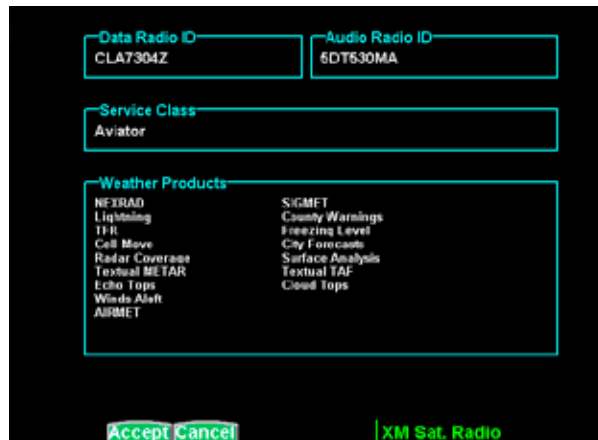 Data Radio ID
Audio Radio ID
CLA7304Z
5DT530MA
Service Class
Aviator
Weather Products
NEXRAD
SIGMET
Lightning
County Warnings
TFR
Freezing Level
Cell Move
City Forecasts
Radar Coverage
Surface Analysis
Textual METAR
Textual TAF
Echo Tops
Cloud Tops
Winds Aloft
AIRMET
Accept
Cancel
XM Sat. Radio